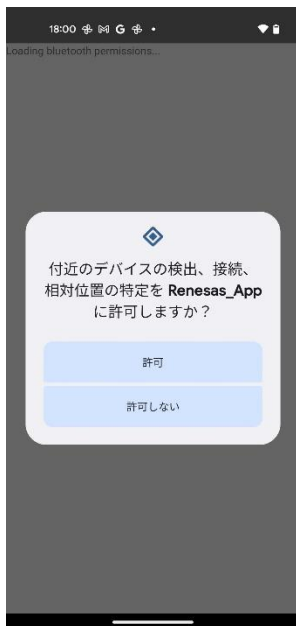 18:00 G
Loading bluetooth permissions...
付近のデバイスの検出、接続、
相対位置の特定を Renesas_App
に許可しますか？
許可
許可しない